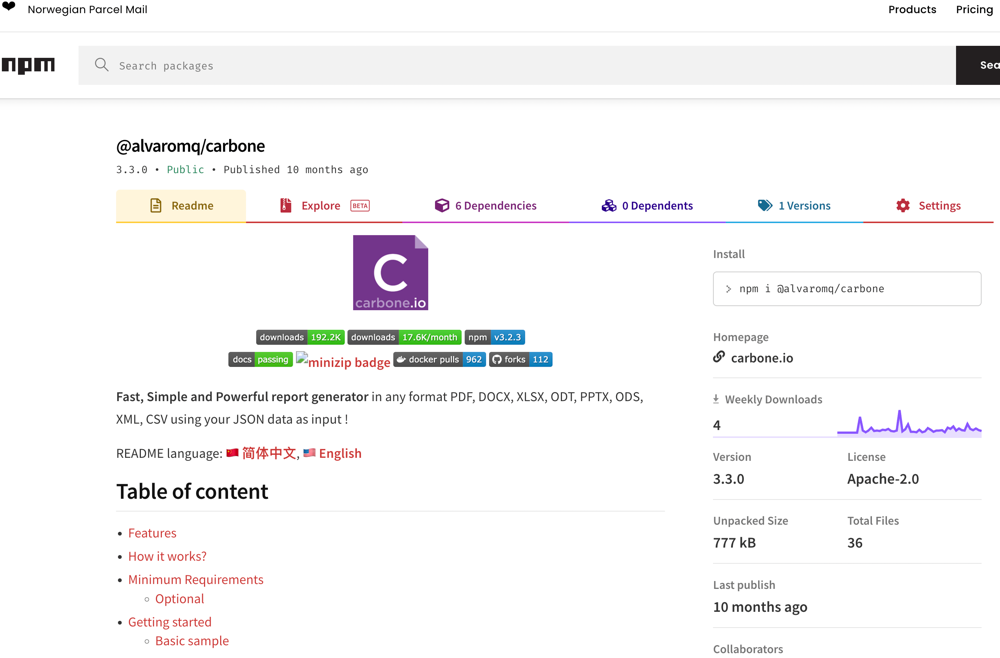 ❤ Norwegian Parcel Mail
Products Pricing
npm
Search packages
Sea
@alvaromq/carbone
3.3.0 • Public • Published 10 months ago
Readme
Explore BETA
6 Dependencies
0 Dependents
1 Versions
Settings
C
carbone.io
downloads 192.2K downloads 17.6K/month npm v3.2.3
docs passing minizip badge docker pulls 962 forks 112
Fast, Simple and Powerful report generator in any format PDF, DOCX, XLSX, ODT, PPTX, ODS,
XML, CSV using your JSON data as input !
README language: 🇨🇳 简体中文, 🇺🇸 English
Table of content
• Features
• How it works?
• Minimum Requirements
◦ Optional
• Getting started
◦ Basic sample
Install
> npm i @alvaromq/carbone
Homepage
carbone.io
Weekly Downloads
4
Version License
3.3.0 Apache-2.0
Unpacked Size Total Files
777 kB 36
Last publish
10 months ago
Collaborators